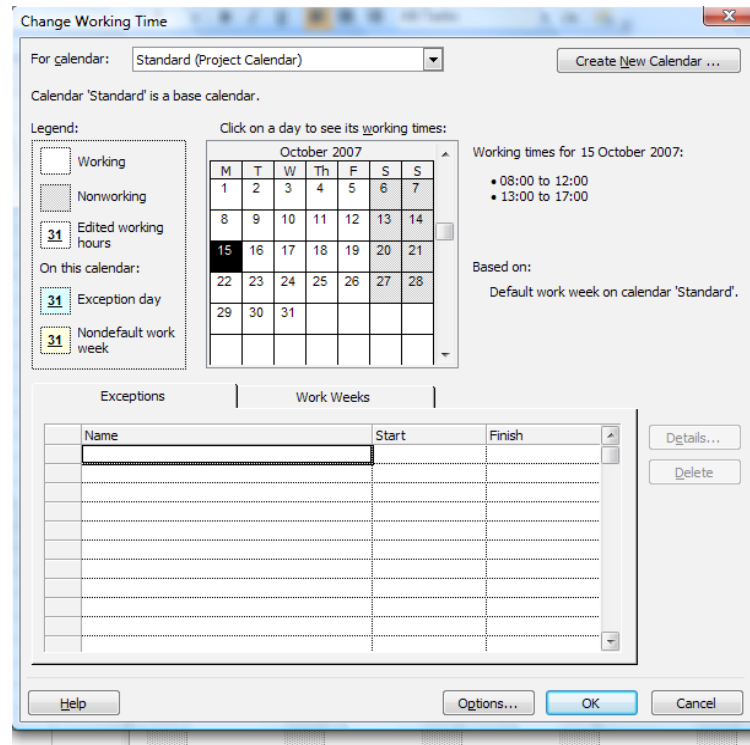 Change Working Time
For calendar: Standard (Project Calendar) Create New Calendar ...
Calendar 'Standard' is a base calendar.
Legend: Click on a day to see its working times:
Working
Nonworking
31 Edited working
hours
On this calendar:
31 Exception day
31 Nondefault work
week
October 2007
M T W Th F S S
1 2 3 4 5 6 7
8 9 10 11 12 13 14
15 16 17 18 19 20 21
22 23 24 25 26 27 28
29 30 31
Working times for 15 October 2007:
• 08:00 to 12:00
• 13:00 to 17:00
Based on:
Default work week on calendar 'Standard'.
Exceptions Work Weeks
Name Start Finish
Details...
Delete
Help Options... OK Cancel